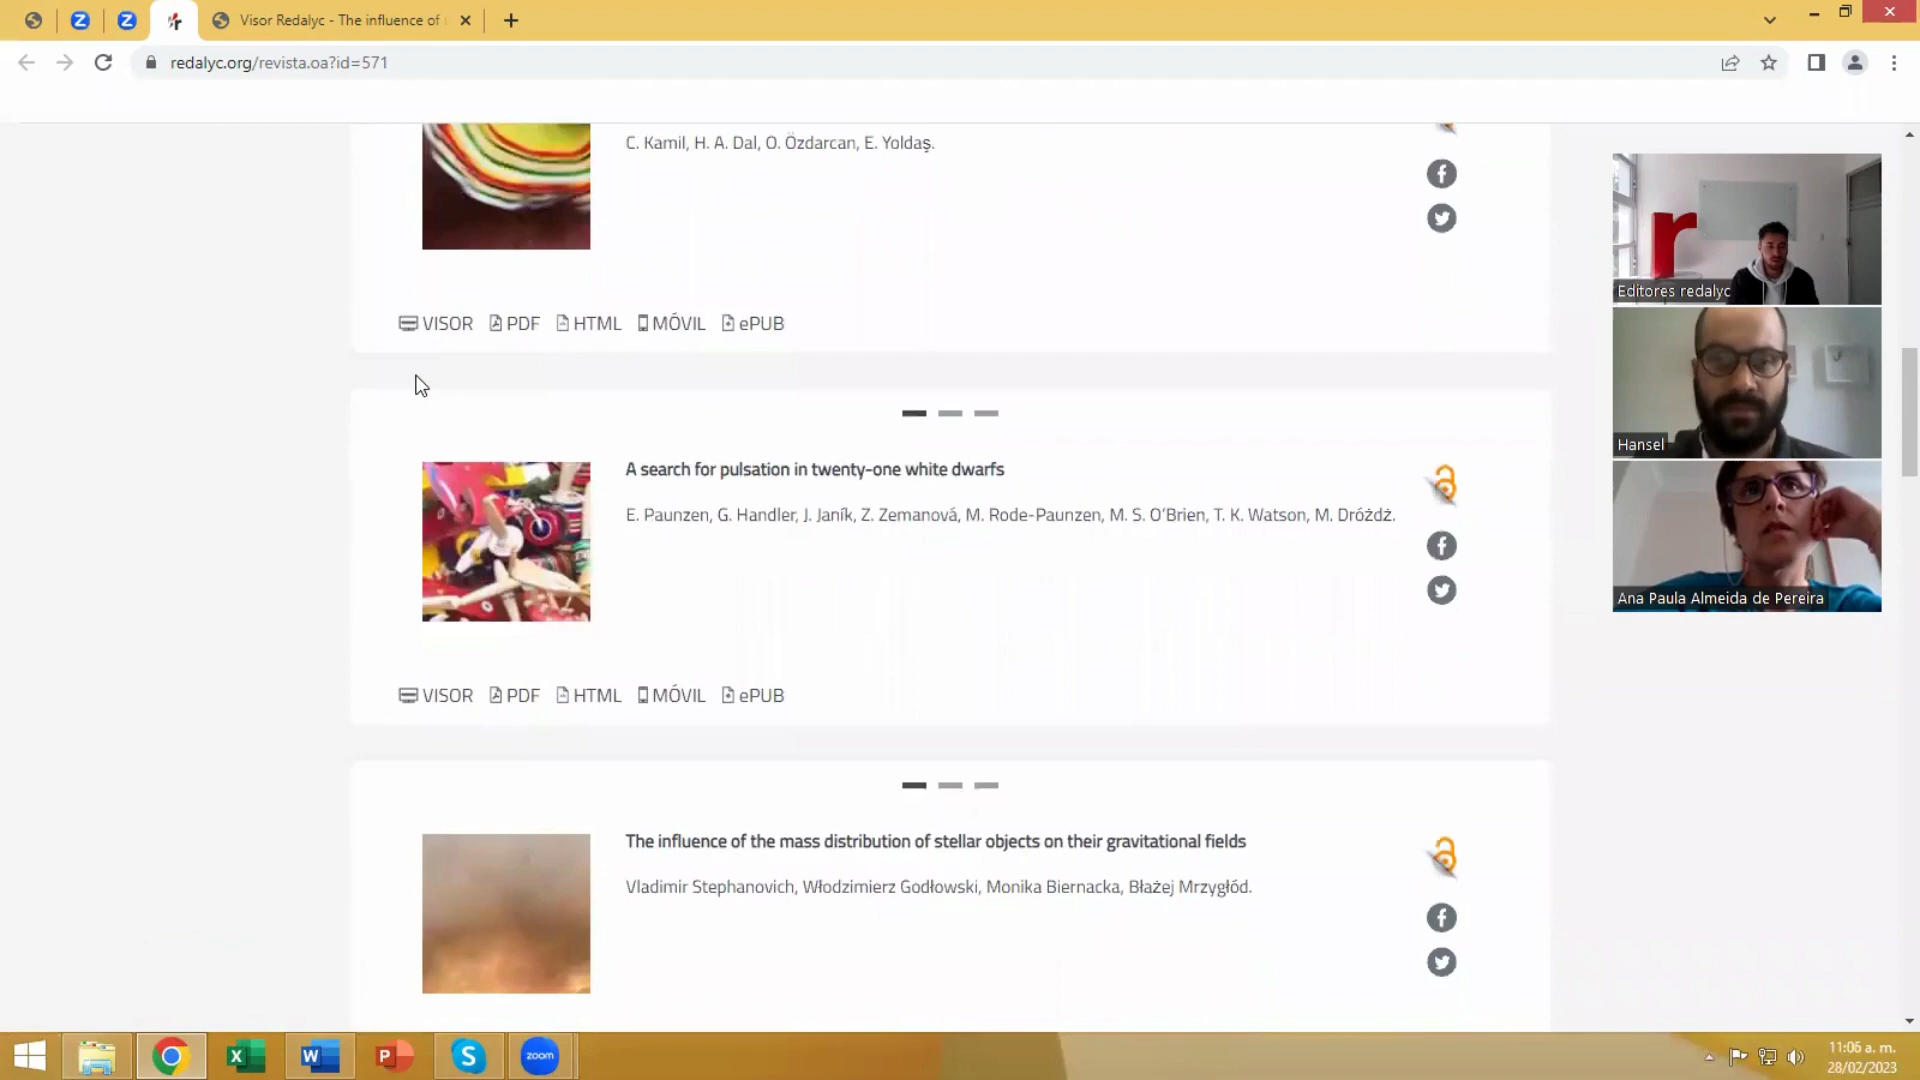 Visor Redalyc - The influence of
redalyc.org/revista.oa?id=571
C. Kamil, H. A. Dal, O. Özdarcan, E. Yoldaş.
VISOR PDF HTML MÓVIL ePUB
A search for pulsation in twenty-one white dwarfs
E. Paunzen, G. Handler, J. Janík, Z. Zemanová, M. Rode-Paunzen, M. S. O’Brien, T. K. Watson, M. Dróżdż.
VISOR PDF HTML MÓVIL ePUB
The influence of the mass distribution of stellar objects on their gravitational fields
Vladimir Stephanovich, Włodzimierz Godłowski, Monika Biernacka, Błażej Mrzygłód.
r
Editores redalyc
Hansel
Ana Paula Almeida de Pereira
zoom
11:06 a. m.
28/02/2023